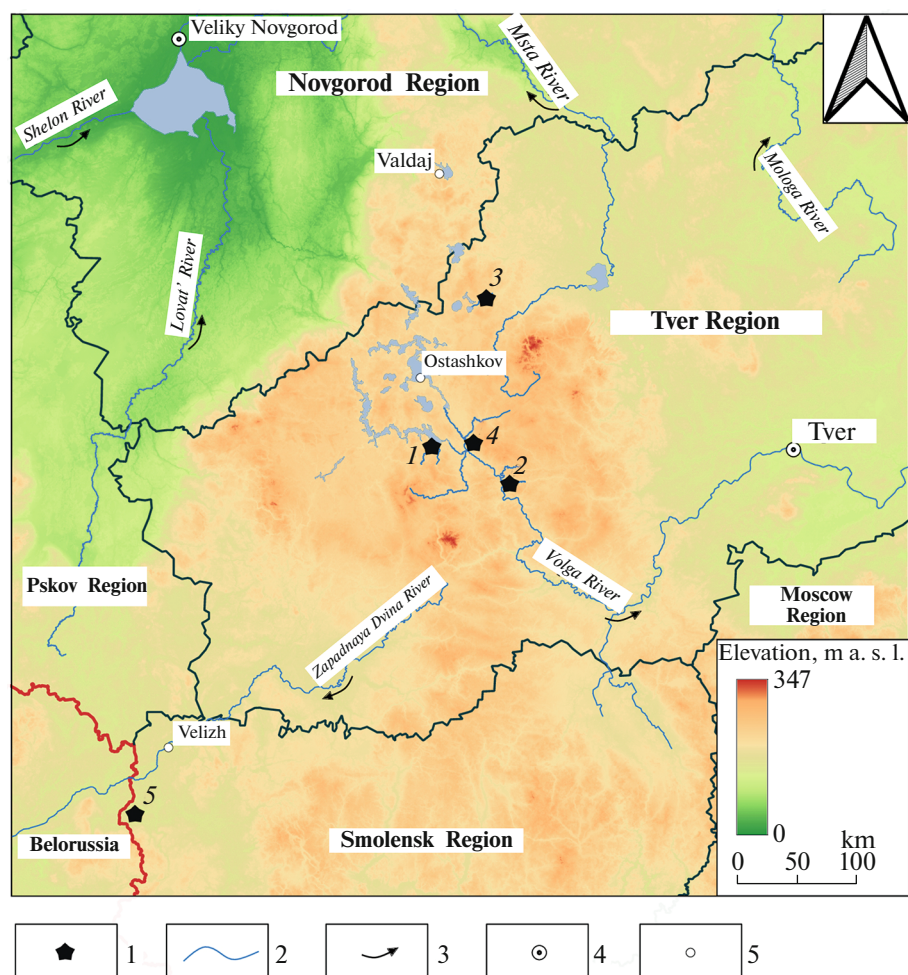 Veliky Novgorod
Novgorod Region
Msta River
Shelon River
Valdaj
Mologa River
Lovat' River
3
Tver Region
Ostashkov
4
1
Tver
2
Pskov Region
Volga River
Moscow
Region
Zapadnaya Dvina River
Elevation, m a. s. l.
347
Velizh
5
Belorussia
Smolensk Region
0
km
0 50 100
1
2
3
4
5